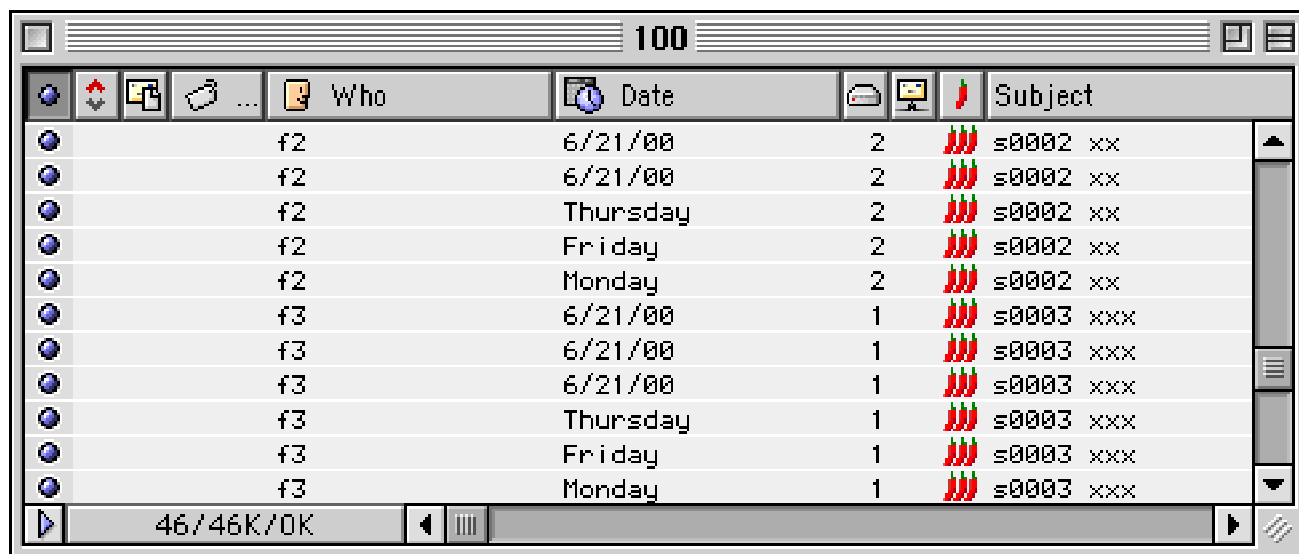 100
... Who Date Subject
f2 6/21/00 2 s0002 xx
f2 6/21/00 2 s0002 xx
f2 Thursday 2 s0002 xx
f2 Friday 2 s0002 xx
f2 Monday 2 s0002 xx
f3 6/21/00 1 s0003 xxx
f3 6/21/00 1 s0003 xxx
f3 6/21/00 1 s0003 xxx
f3 Thursday 1 s0003 xxx
f3 Friday 1 s0003 xxx
f3 Monday 1 s0003 xxx
46/46K/0K